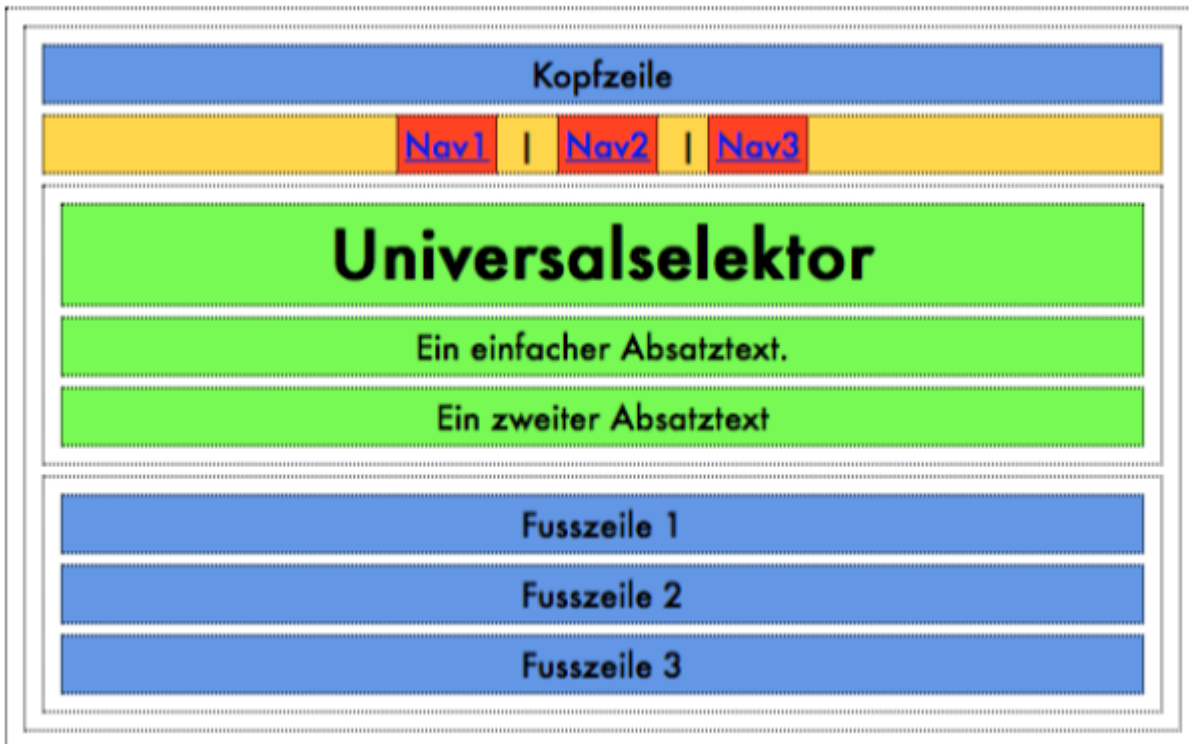 Kopfzeile
Nav1 | Nav2 | Nav3
Universalselektor
Ein einfacher Absatztext.
Ein zweiter Absatztext
Fusszeile 1
Fusszeile 2
Fusszeile 3